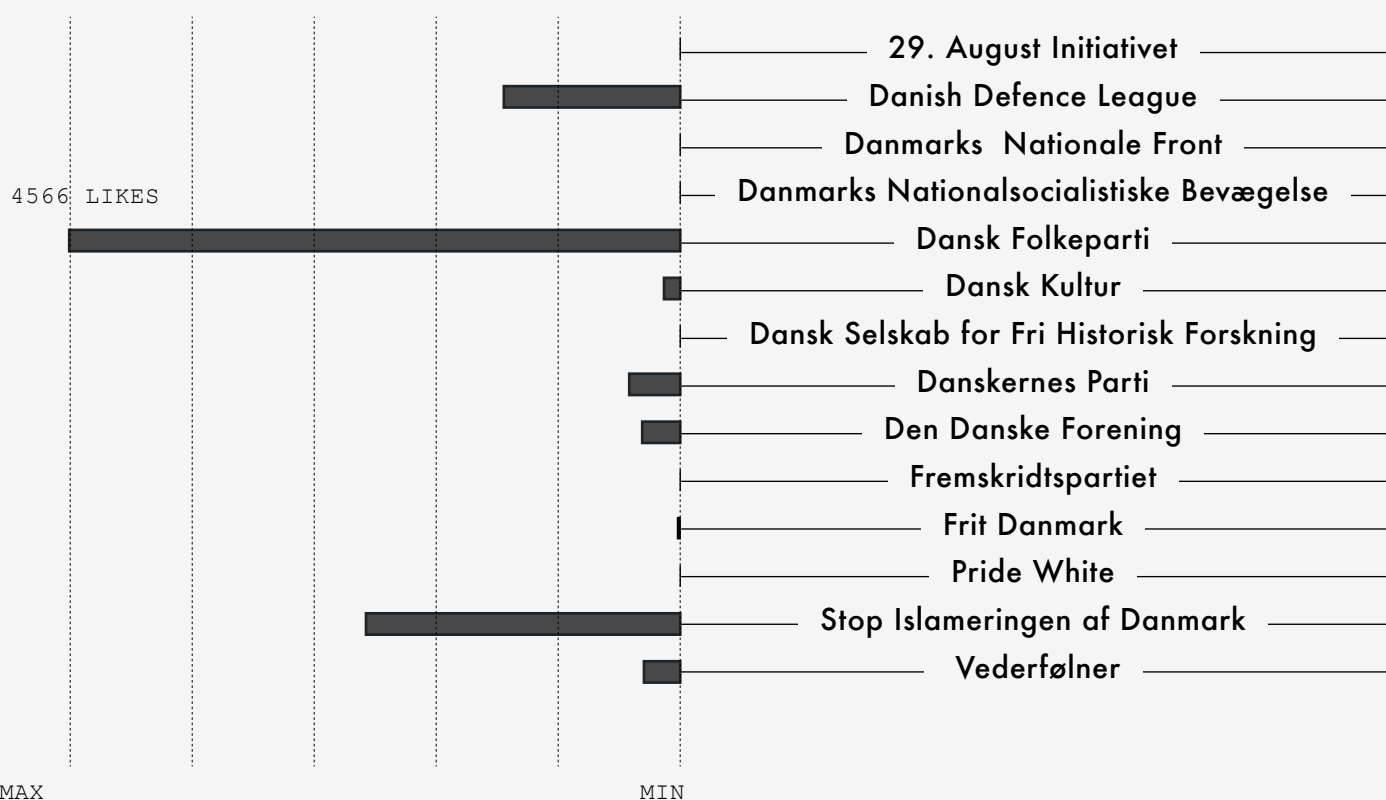 29. August Initiativet
Danish Defence League
Danmarks  Nationale Front
4566 LIKES
Danmarks Nationalsocialistiske Bevægelse
Dansk Folkeparti
Dansk Kultur
Dansk Selskab for Fri Historisk Forskning
Danskernes Parti
Den Danske Forening
Fremskridtspartiet
Frit Danmark
Pride White
Stop Islameringen af Danmark
Vederfølner
MAX
MIN